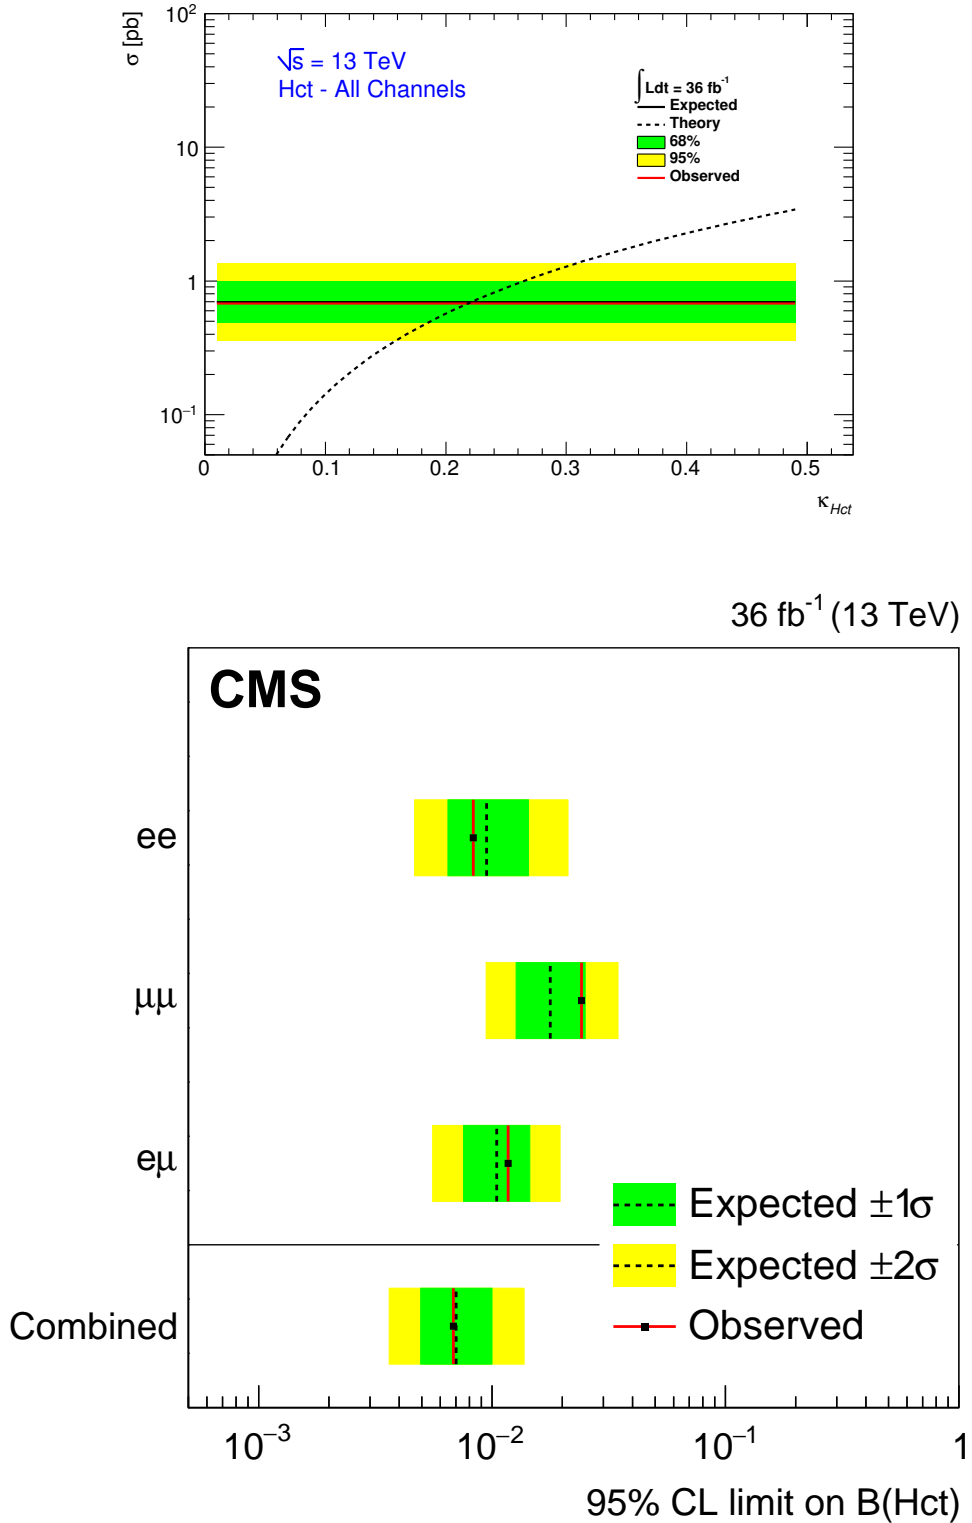 10²
σ [pb]
√s = 13 TeV
Hct - All Channels
∫ Ldt = 36 fb⁻¹
Expected
Theory
68%
95%
Observed
10
1
10⁻¹
0 0.1 0.2 0.3 0.4 0.5
κ_Hct
36 fb⁻¹ (13 TeV)
CMS
ee
μμ
eμ
Expected ±1σ
Expected ±2σ
Observed
Combined
10⁻³ 10⁻² 10⁻¹ 1
95% CL limit on B(Hct)